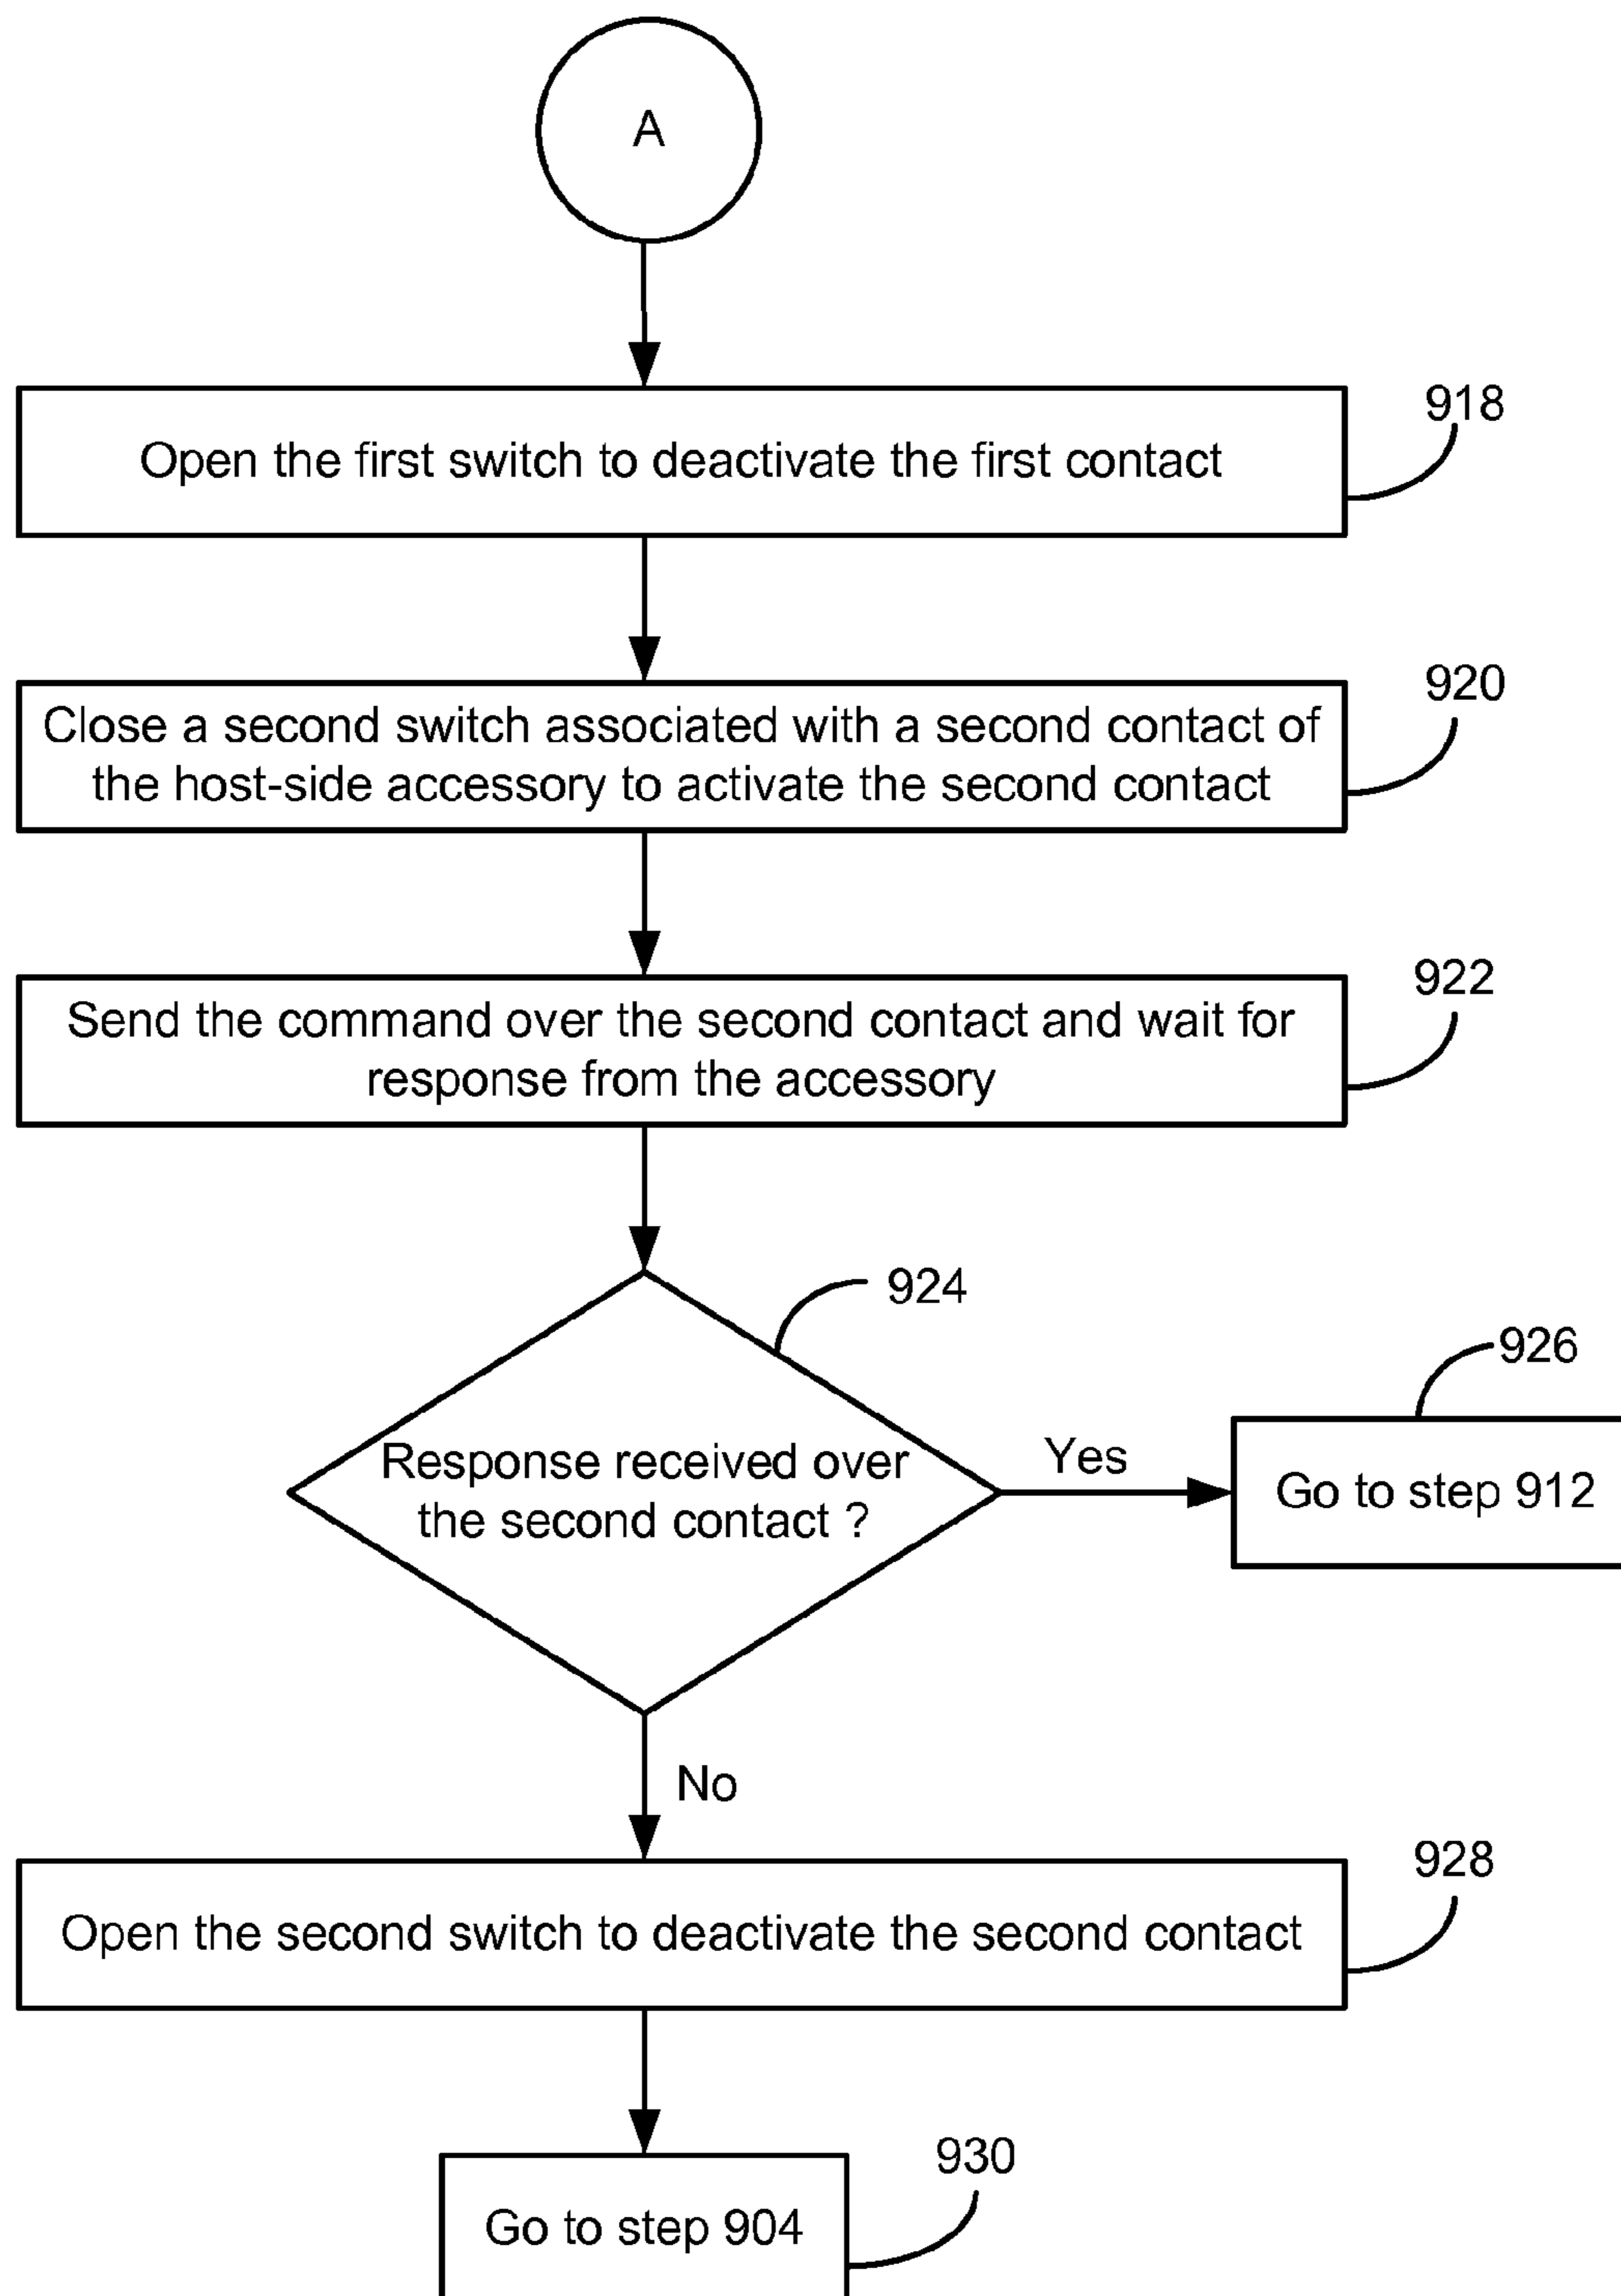 A
Open the first switch to deactivate the first contact
918
Close a second switch associated with a second contact of
the host-side accessory to activate the second contact
920
Send the command over the second contact and wait for
response from the accessory
922
924
Response received over
the second contact ?
Yes
926
Go to step 912
No
Open the second switch to deactivate the second contact
928
Go to step 904
930